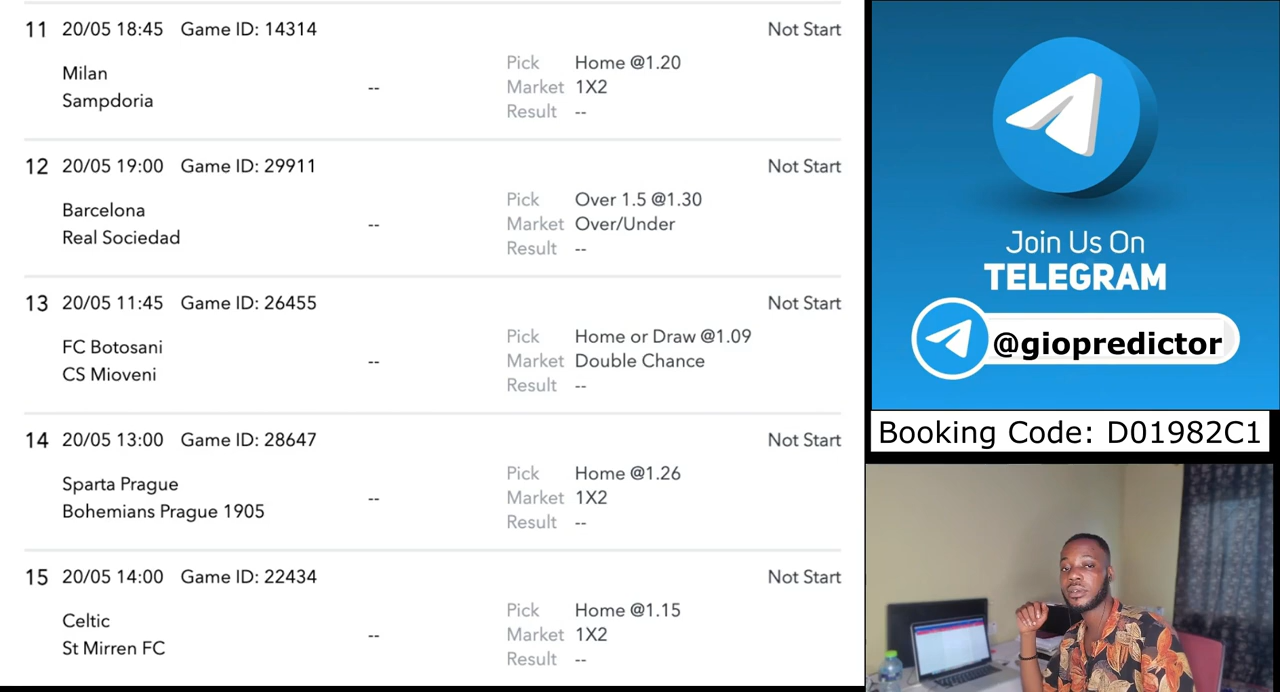 11 20/05 18:45 Game ID: 14314 Not Start
Milan
Sampdoria
--
Pick Home @1.20
Market 1X2
Result --
12 20/05 19:00 Game ID: 29911 Not Start
Barcelona
Real Sociedad
--
Pick Over 1.5 @1.30
Market Over/Under
Result --
13 20/05 11:45 Game ID: 26455 Not Start
FC Botosani
CS Mioveni
--
Pick Home or Draw @1.09
Market Double Chance
Result --
14 20/05 13:00 Game ID: 28647 Not Start
Sparta Prague
Bohemians Prague 1905
--
Pick Home @1.26
Market 1X2
Result --
15 20/05 14:00 Game ID: 22434 Not Start
Celtic
St Mirren FC
--
Pick Home @1.15
Market 1X2
Result --
Join Us On
TELEGRAM
@giopredictor
Booking Code: D01982C1